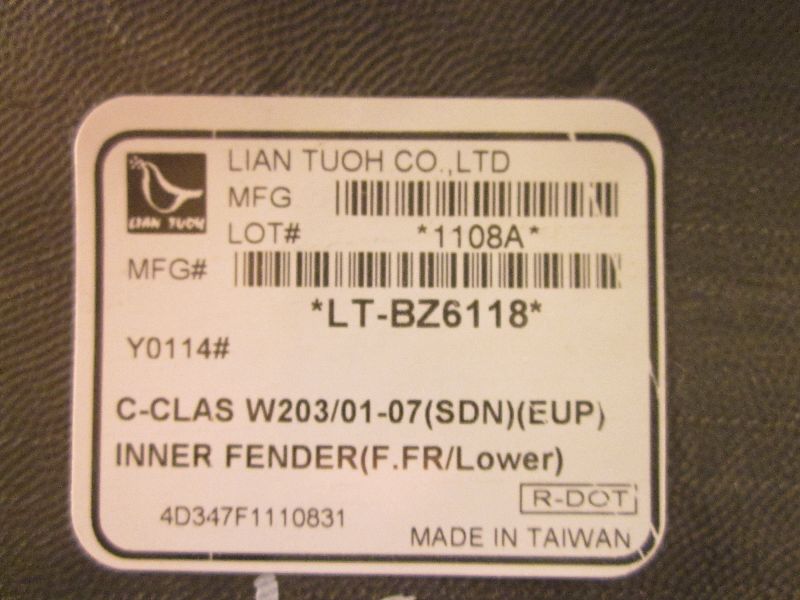 LIAN TUOH CO.,LTD
LIAN TUOH
MFG
LOT# *1108A*
MFG#
*LT-BZ6118*
Y0114#
C-CLAS W203/01-07(SDN)(EUP)
INNER FENDER(F.FR/Lower)
R-DOT
4D347F1110831
MADE IN TAIWAN